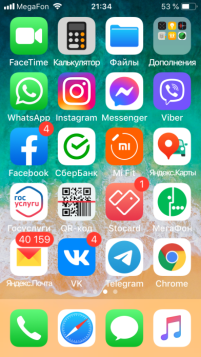 MegaFon 21:34 53 %
FaceTime Калькулятор Файлы Дополнения
WhatsApp Instagram Messenger Viber
4
Facebook СберБанк Mi Fit Яндекс.Карты
гос
услуги 1
Госуслуги QR-код Stocard МегаФон
40 159 4
Яндекс.Почта VK Telegram Chrome